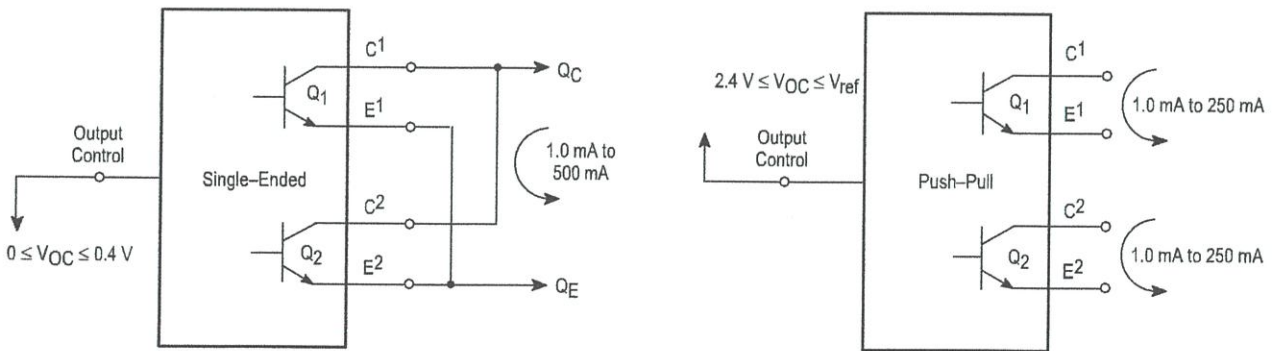 C1
QC
Q1
E1
Output
Control
1.0 mA to
500 mA
Single–Ended
C2
Q2
0 ≤ VOC ≤ 0.4 V
E2
QE
C1
2.4 V ≤ VOC ≤ Vref
Q1
1.0 mA to 250 mA
E1
Output
Control
Push–Pull
C2
Q2
1.0 mA to 250 mA
E2